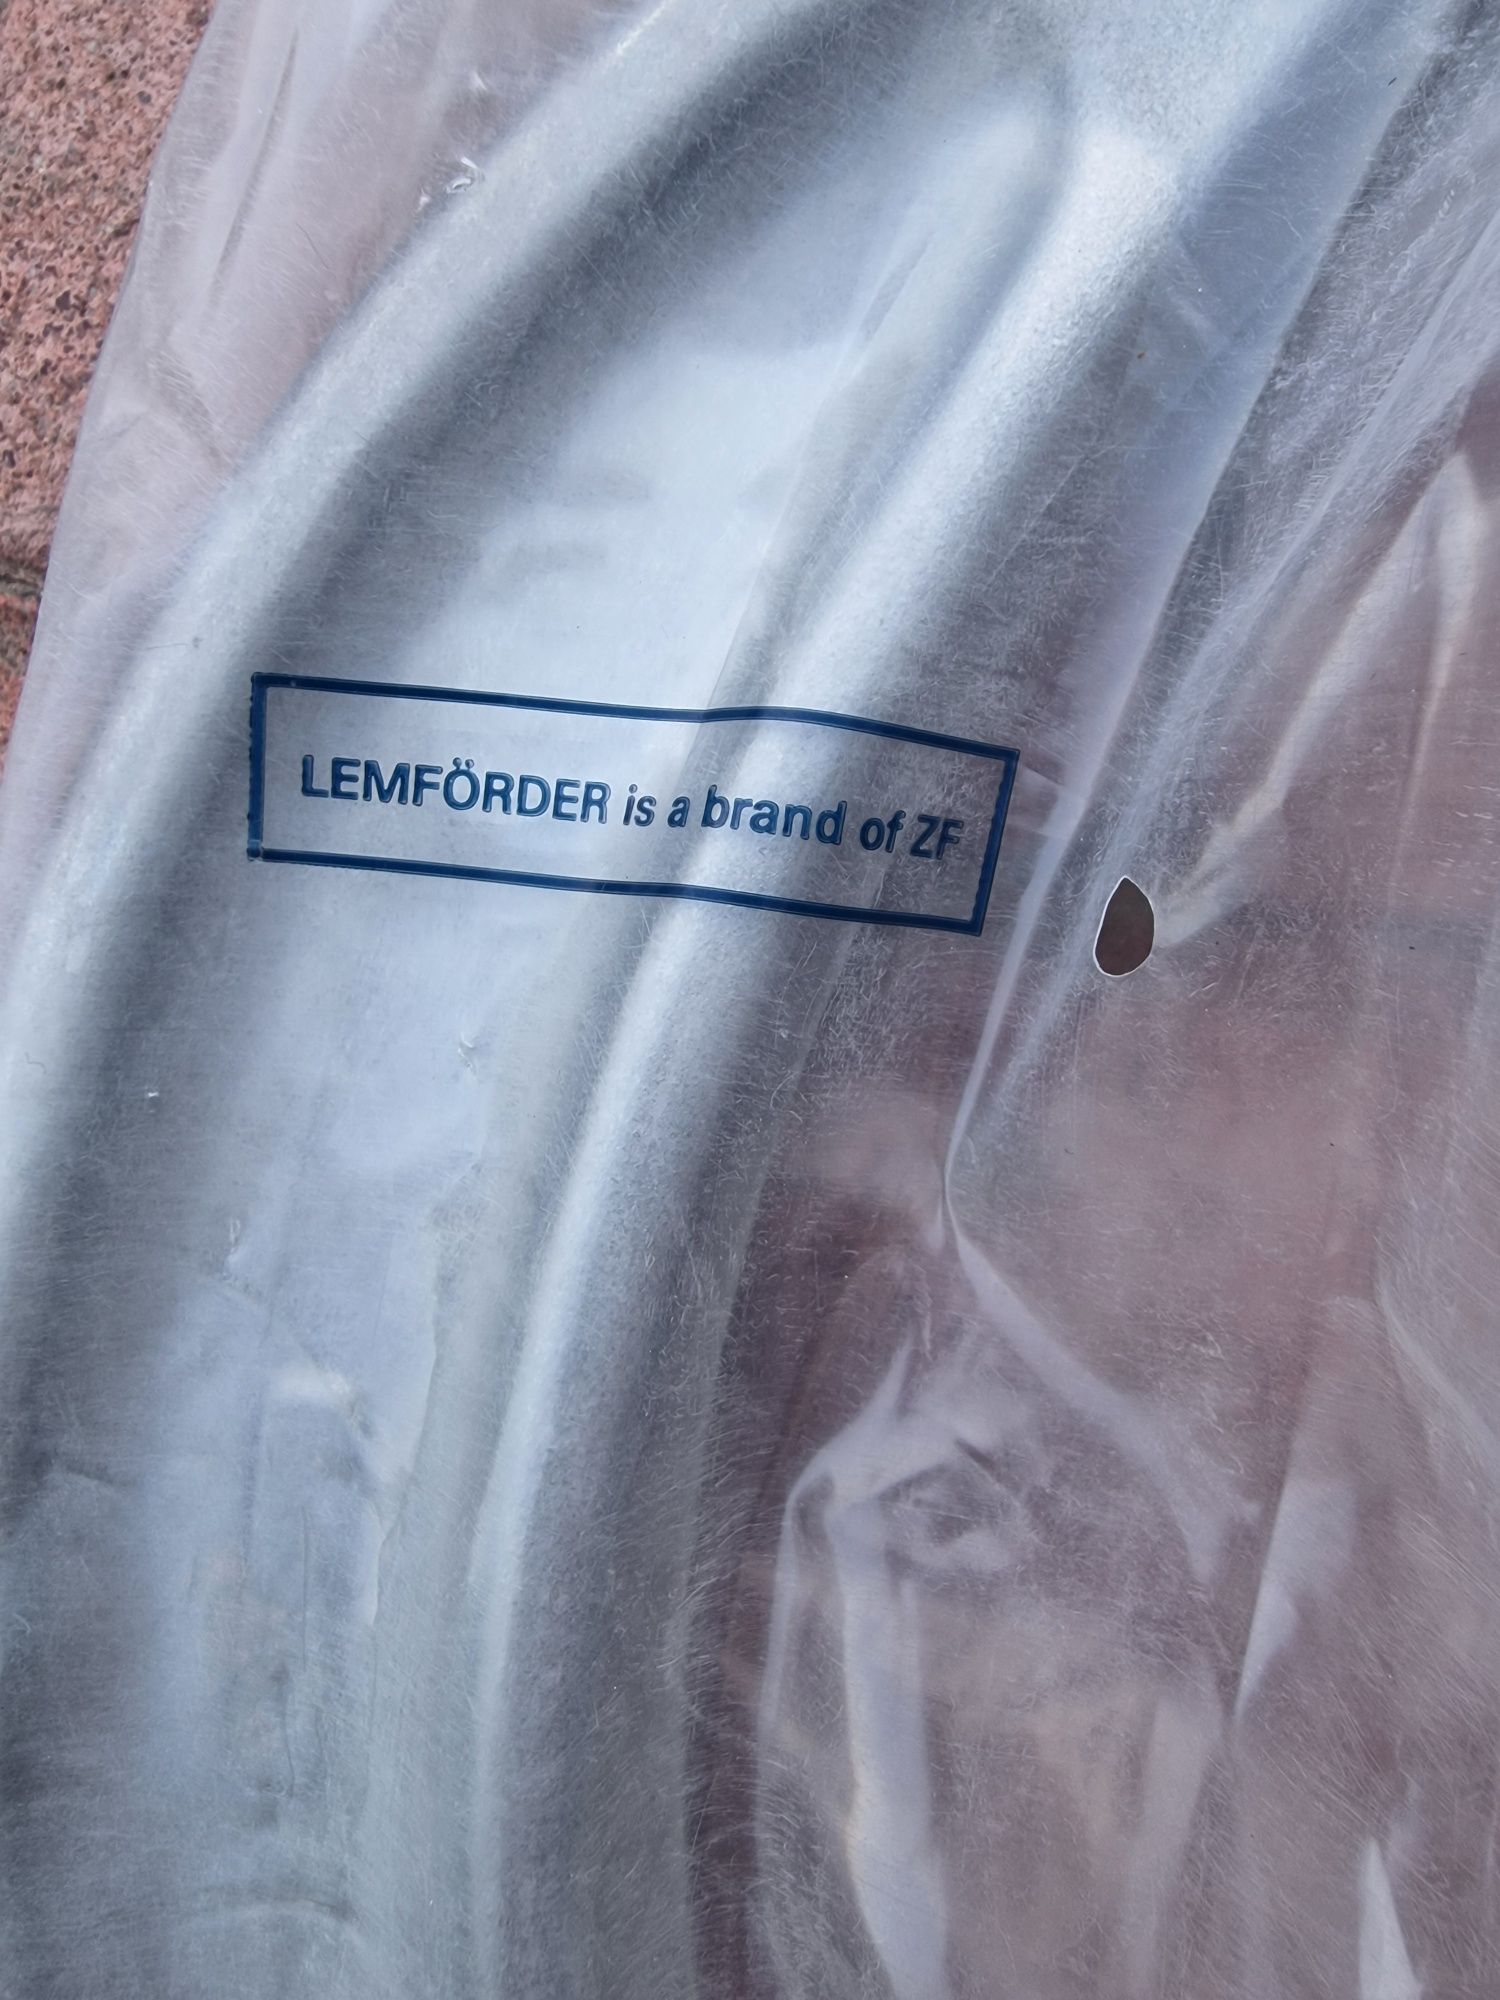 LEMFÖRDER is a brand of ZF